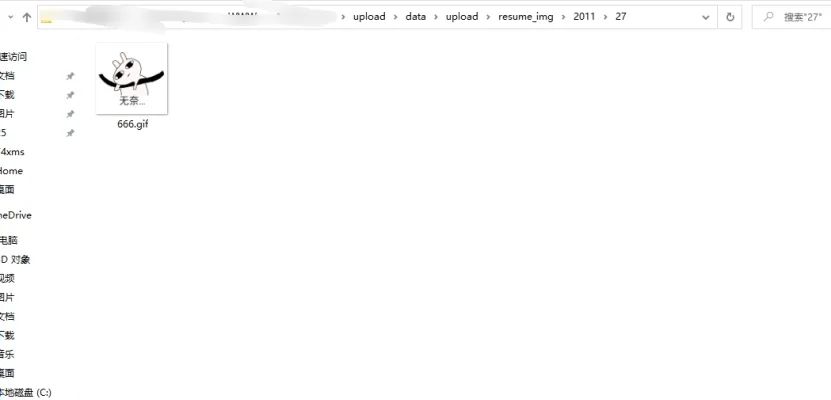 upload > data > upload > resume_img > 2011 > 27
搜索"27"
速访问
文档
下载
图片
5
4xms
Home
桌面
neDrive
电脑
D 对象
视频
图片
文档
下载
音乐
桌面
本地磁盘 (C:)
无奈...
666.gif